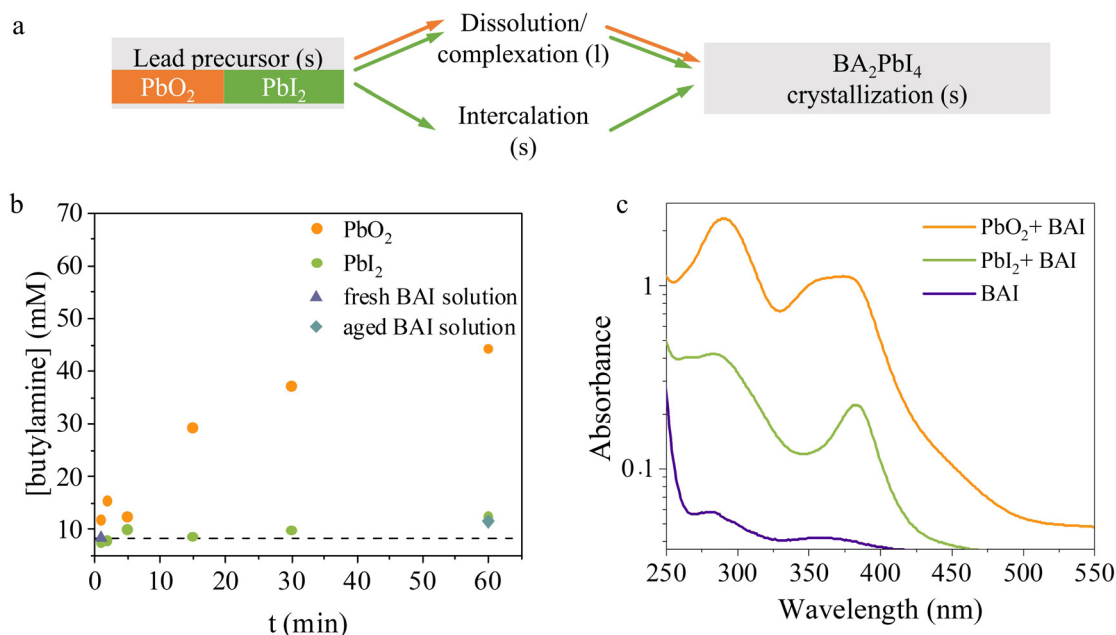 a
Lead precursor (s)
PbO₂
PbI₂
Dissolution/
complexation (l)
Intercalation
(s)
BA₂PbI₄
crystallization (s)
b
[butylamine] (mM)
70
60
50
40
30
20
10
0
10
20
30
40
50
60
t (min)
PbO₂
PbI₂
fresh BAI solution
aged BAI solution
c
Absorbance
1
0.1
250
300
350
400
450
500
550
Wavelength (nm)
PbO₂+ BAI
PbI₂+ BAI
BAI